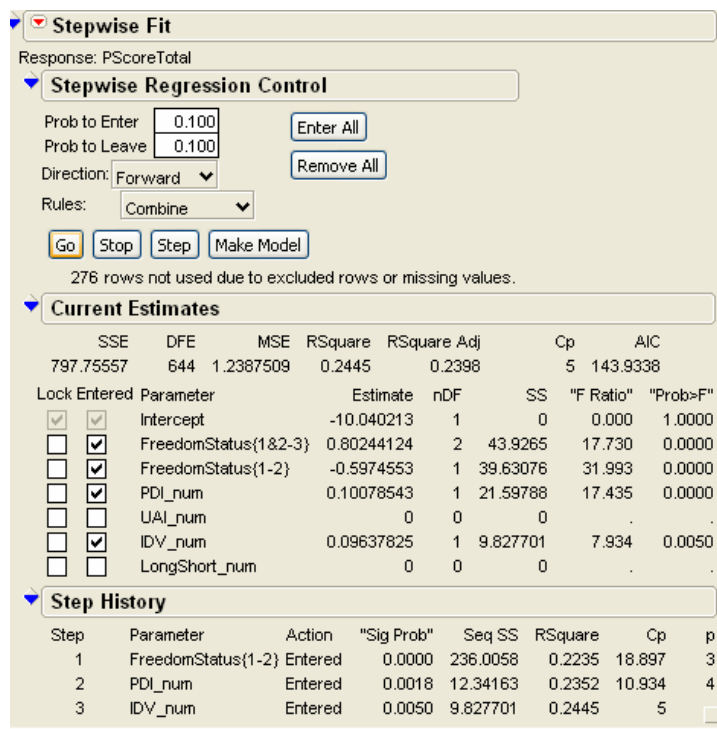 Stepwise Fit
Response: PScoreTotal
Stepwise Regression Control
Prob to Enter 0.100
Prob to Leave 0.100
Enter All
Remove All
Direction: Forward
Rules: Combine
Go Stop Step Make Model
276 rows not used due to excluded rows or missing values.
Current Estimates
SSE DFE MSE RSquare RSquare Adj Cp AIC
797.75557 644 1.2387509 0.2445 0.2398 5 143.9338
Lock Entered Parameter Estimate nDF SS "F Ratio" "Prob>F"
Intercept -10.040213 1 0 0.000 1.0000
FreedomStatus{1&2-3} 0.80244124 2 43.9265 17.730 0.0000
FreedomStatus{1-2} -0.5974553 1 39.63076 31.993 0.0000
PDI_num 0.10078543 1 21.59788 17.435 0.0000
UAI_num 0 0 0 . .
IDV_num 0.09637825 1 9.827701 7.934 0.0050
LongShort_num 0 0 0 . .
Step History
Step Parameter Action "Sig Prob" Seq SS RSquare Cp p
1 FreedomStatus{1-2} Entered 0.0000 236.0058 0.2235 18.897 3
2 PDI_num Entered 0.0018 12.34163 0.2352 10.934 4
3 IDV_num Entered 0.0050 9.827701 0.2445 5